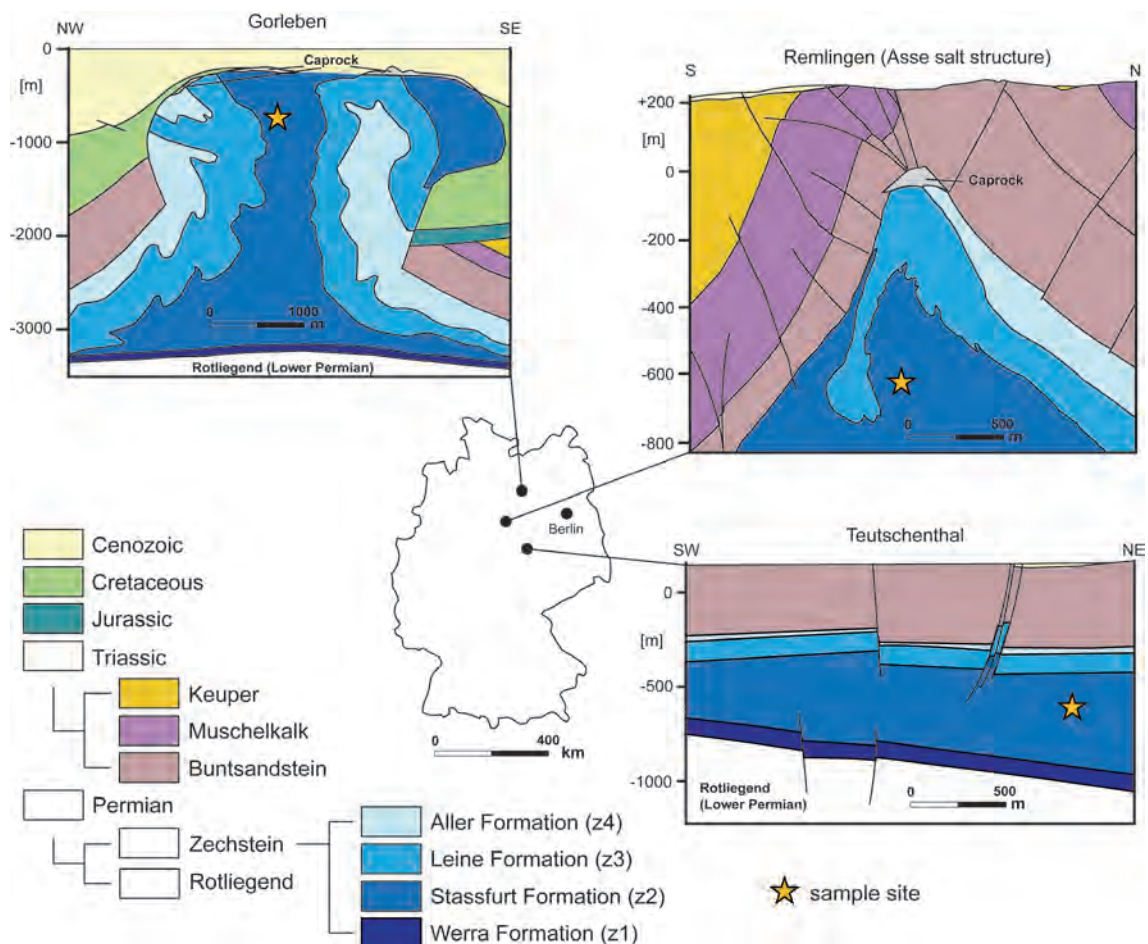 Gorleben
NW
SE
0
[m]
-1000
-2000
-3000
Caprock
0 1000
m
Rotliegend (Lower Permian)
Remlingen (Asse salt structure)
S
N
+200
[m]
0
-200
-400
-600
-800
Caprock
0 500
m
Berlin
0 400
km
Teutschenthal
SW
NE
0
[m]
-500
-1000
Rotliegend
(Lower Permian)
0 500
m
Cenozoic
Cretaceous
Jurassic
Triassic
Keuper
Muschelkalk
Buntsandstein
Permian
Zechstein
Rotliegend
Aller Formation (z4)
Leine Formation (z3)
Stassfurt Formation (z2)
Werra Formation (z1)
sample site